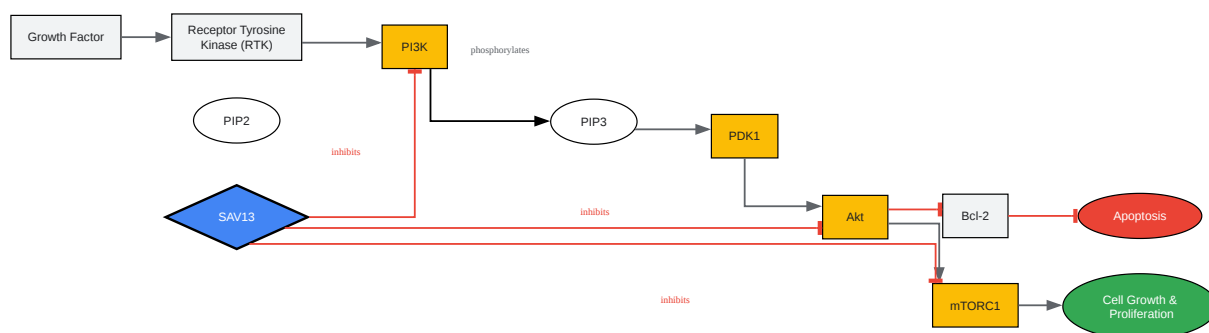 Growth Factor
Receptor Tyrosine
Kinase (RTK)
PI3K
phosphorylates
PIP2
PIP3
PDK1
inhibits
SAV13
inhibits
Akt
Bcl-2
Apoptosis
inhibits
mTORC1
Cell Growth &
Proliferation